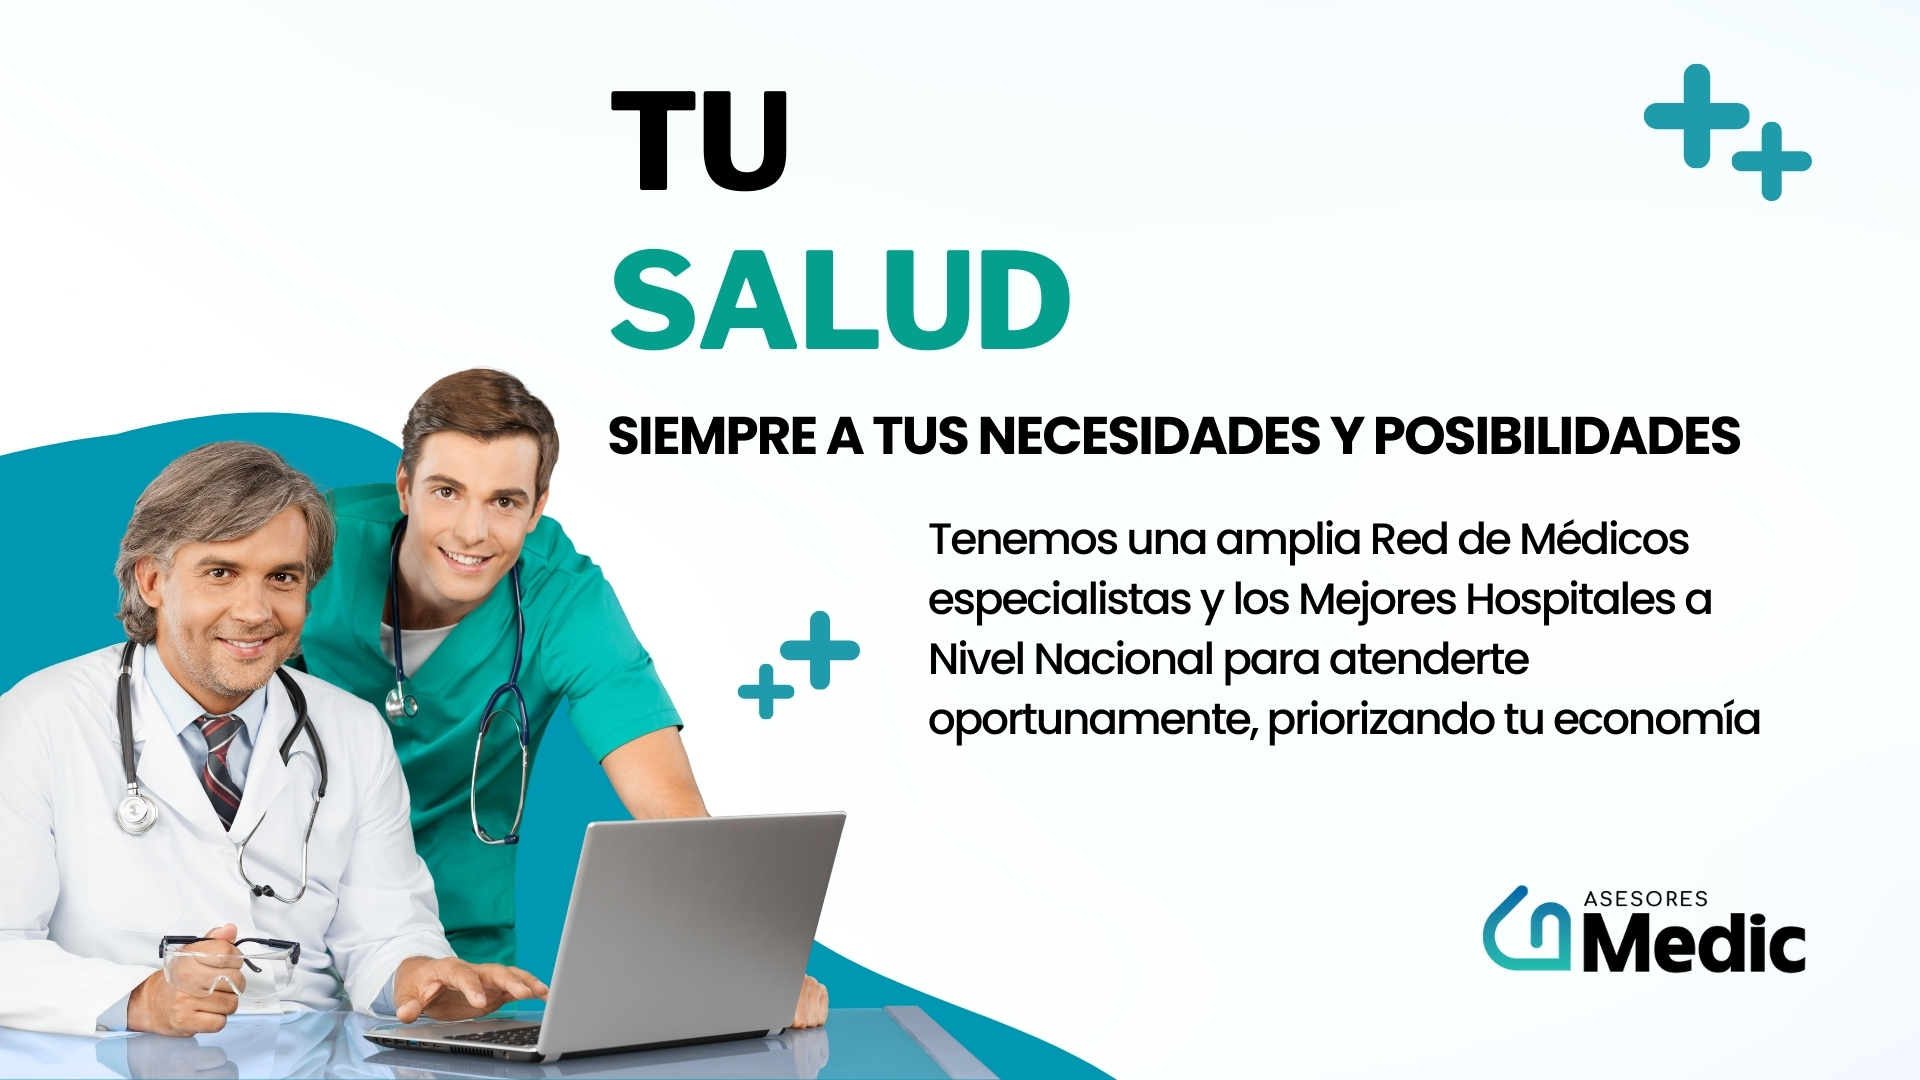 TU
SALUD
SIEMPRE A TUS NECESIDADES Y POSIBILIDADES
Tenemos una amplia Red de Médicos
especialistas y los Mejores Hospitales a
Nivel Nacional para atenderte
oportunamente, priorizando tu economía
ASESORES
Medic